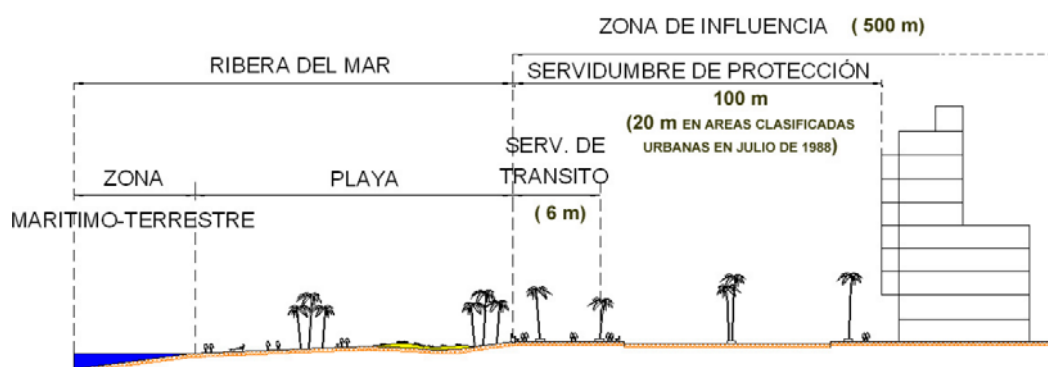 ZONA DE INFLUENCIA (500 m)
RIBERA DEL MAR
SERVIDUMBRE DE PROTECCIÓN
100 m
(20 m EN AREAS CLASIFICADAS
URBANAS EN JULIO DE 1988)
SERV. DE
TRANSITO
(6 m)
ZONA
MARITIMO-TERRESTRE
PLAYA